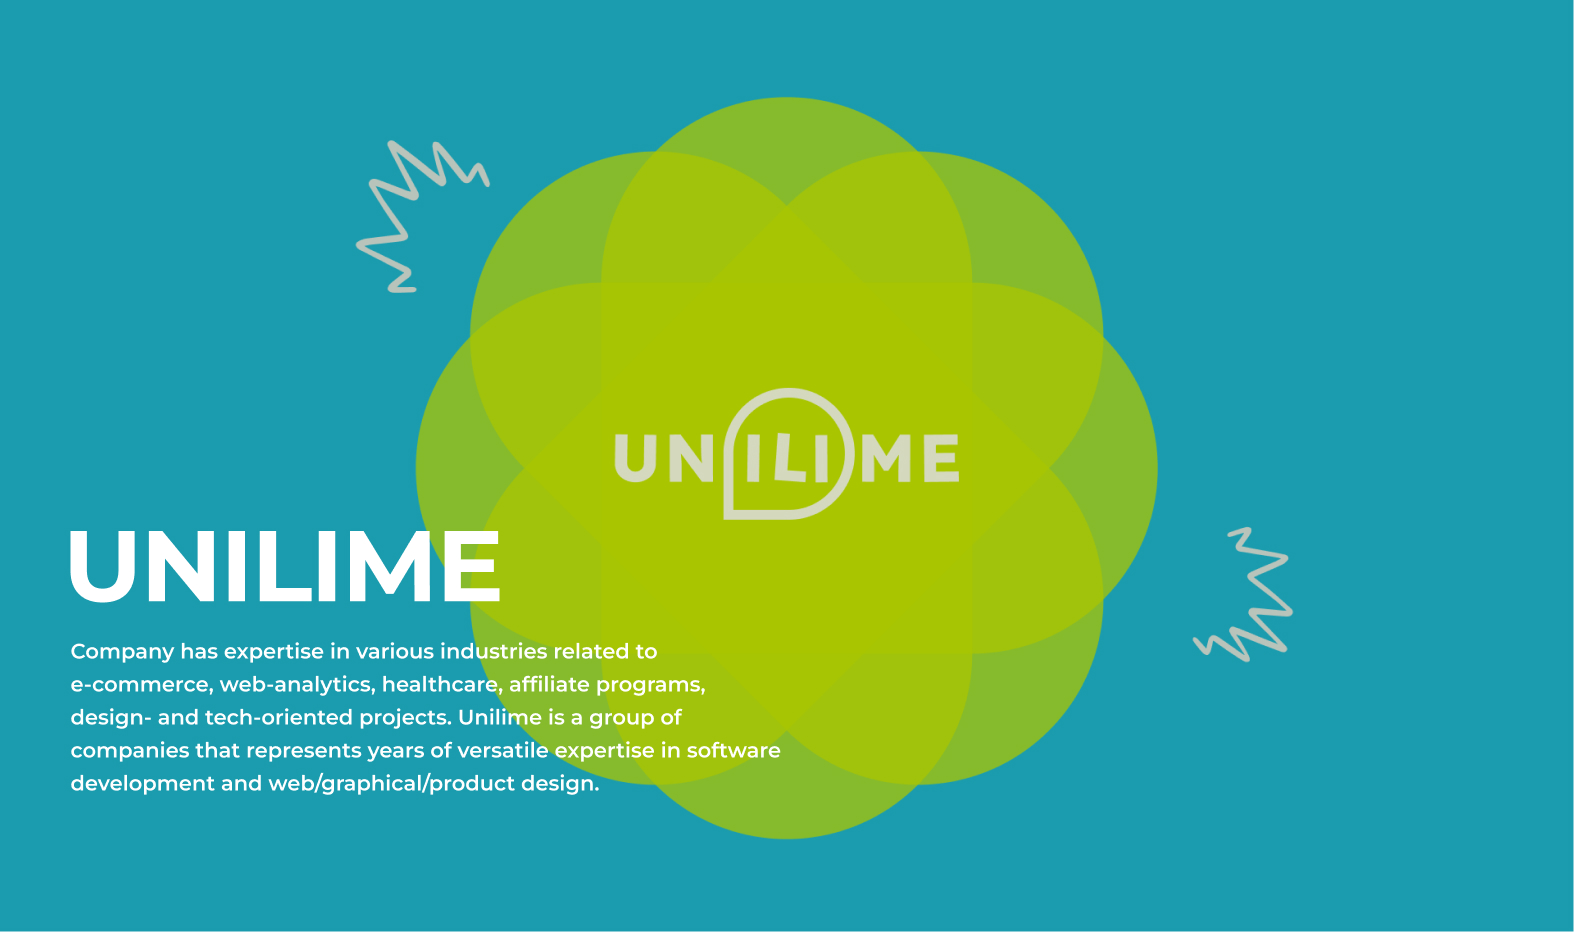 UNILIME
UNILIME
Company has expertise in various industries related to
e-commerce, web-analytics, healthcare, affiliate programs,
design- and tech-oriented projects. Unilime is a group of
companies that represents years of versatile expertise in software
development and web/graphical/product design.